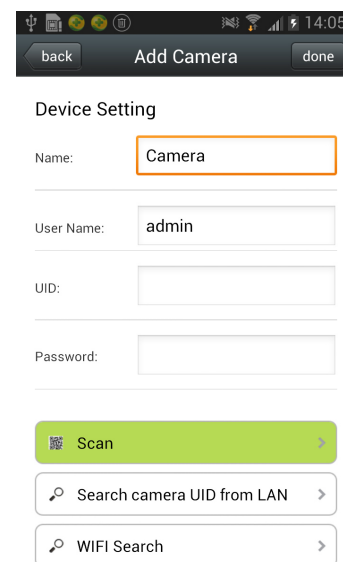 14:05
back Add Camera done
Device Setting
Name: Camera
User Name: admin
UID:
Password:
Scan
Search camera UID from LAN
WIFI Search